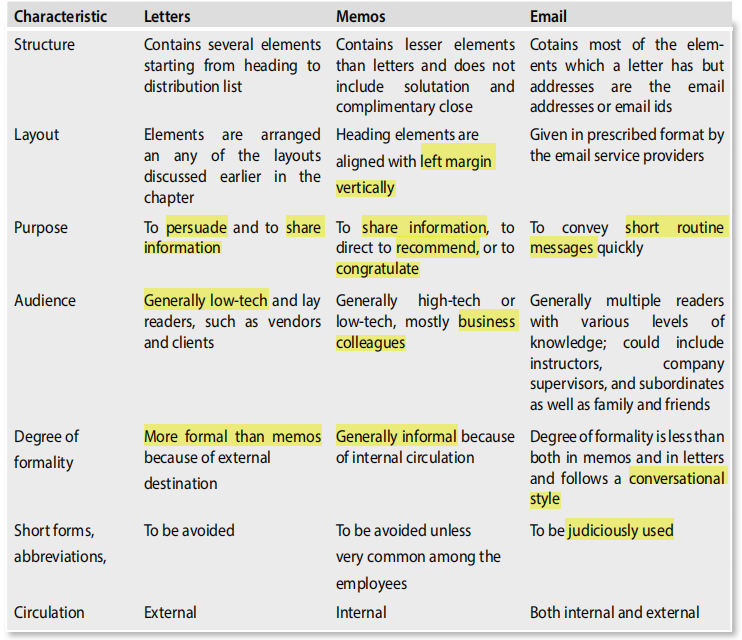 Characteristic Letters Memos Email
Structure
Contains several elements
starting from heading to
distribution list
Contains lesser elements
than letters and does not
include solutation and
complimentary close
Cotains most of the elem-
ents which a letter has but
addresses are the email
addresses or email ids
Layout
Elements are arranged
an any of the layouts
discussed earlier in the
chapter
Heading elements are
aligned with left margin
vertically
Given in prescribed format by
the email service providers
Purpose
To persuade and to share
information
To share information, to
direct to recommend, or to
congratulate
To convey short routine
messages quickly
Audience
Generally low-tech and lay
readers, such as vendors
and clients
Generally high-tech or
low-tech, mostly business
colleagues
Generally multiple readers
with various levels of
knowledge; could include
instructors, company
supervisors, and subordinates
as well as family and friends
Degree of
formality
More formal than memos
because of external
destination
Generally informal because
of internal circulation
Degree of formality is less than
both in memos and in letters
and follows a conversational
style
Short forms,
abbreviations,
To be avoided
To be avoided unless
very common among the
employees
To be judiciously used
Circulation
External
Internal
Both internal and external